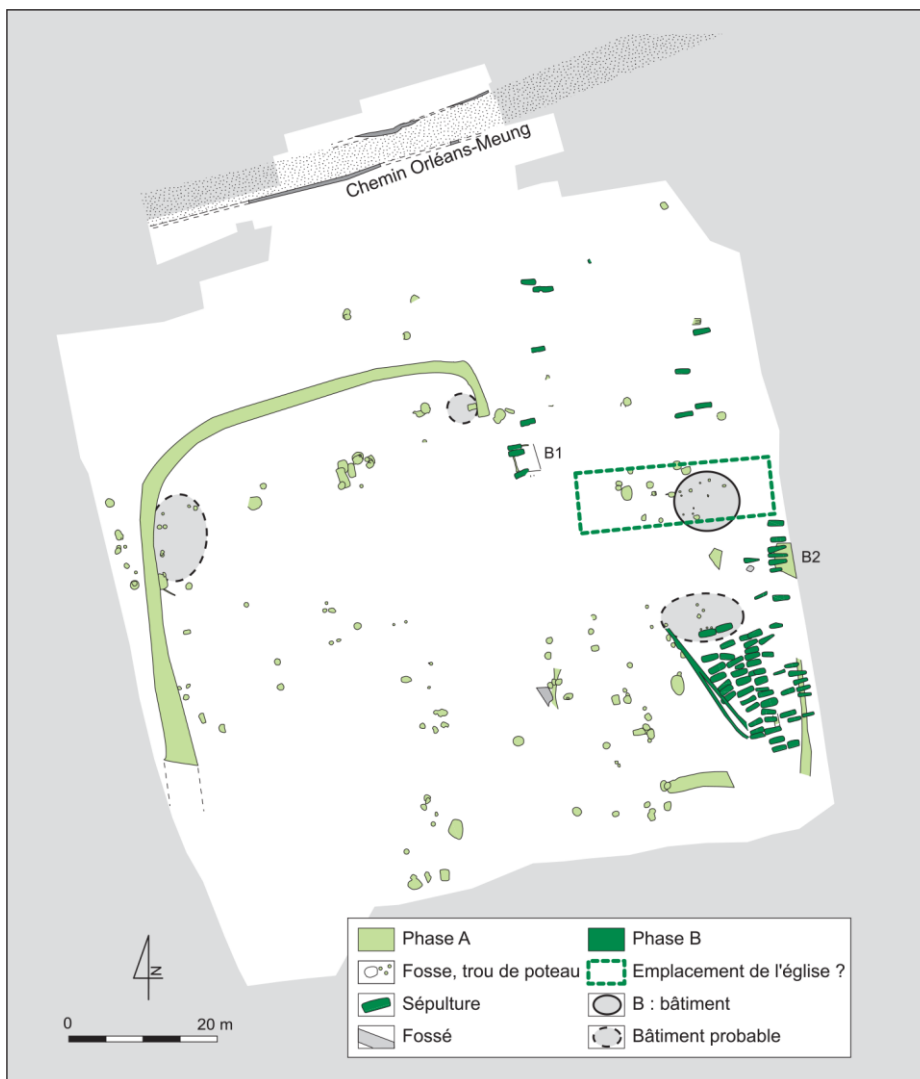 Chemin Orléans-Meung
B1
B2
N
0 20 m
Phase A
Phase B
Fosse, trou de poteau
Emplacement de l'église ?
Sépulture
B : bâtiment
Fossé
Bâtiment probable